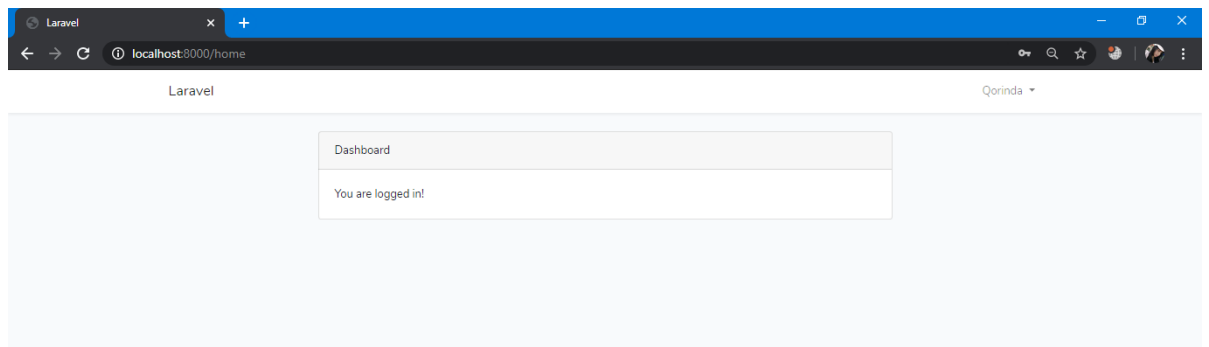 Laravel
localhost:8000/home
Laravel
Qorinda
Dashboard
You are logged in!